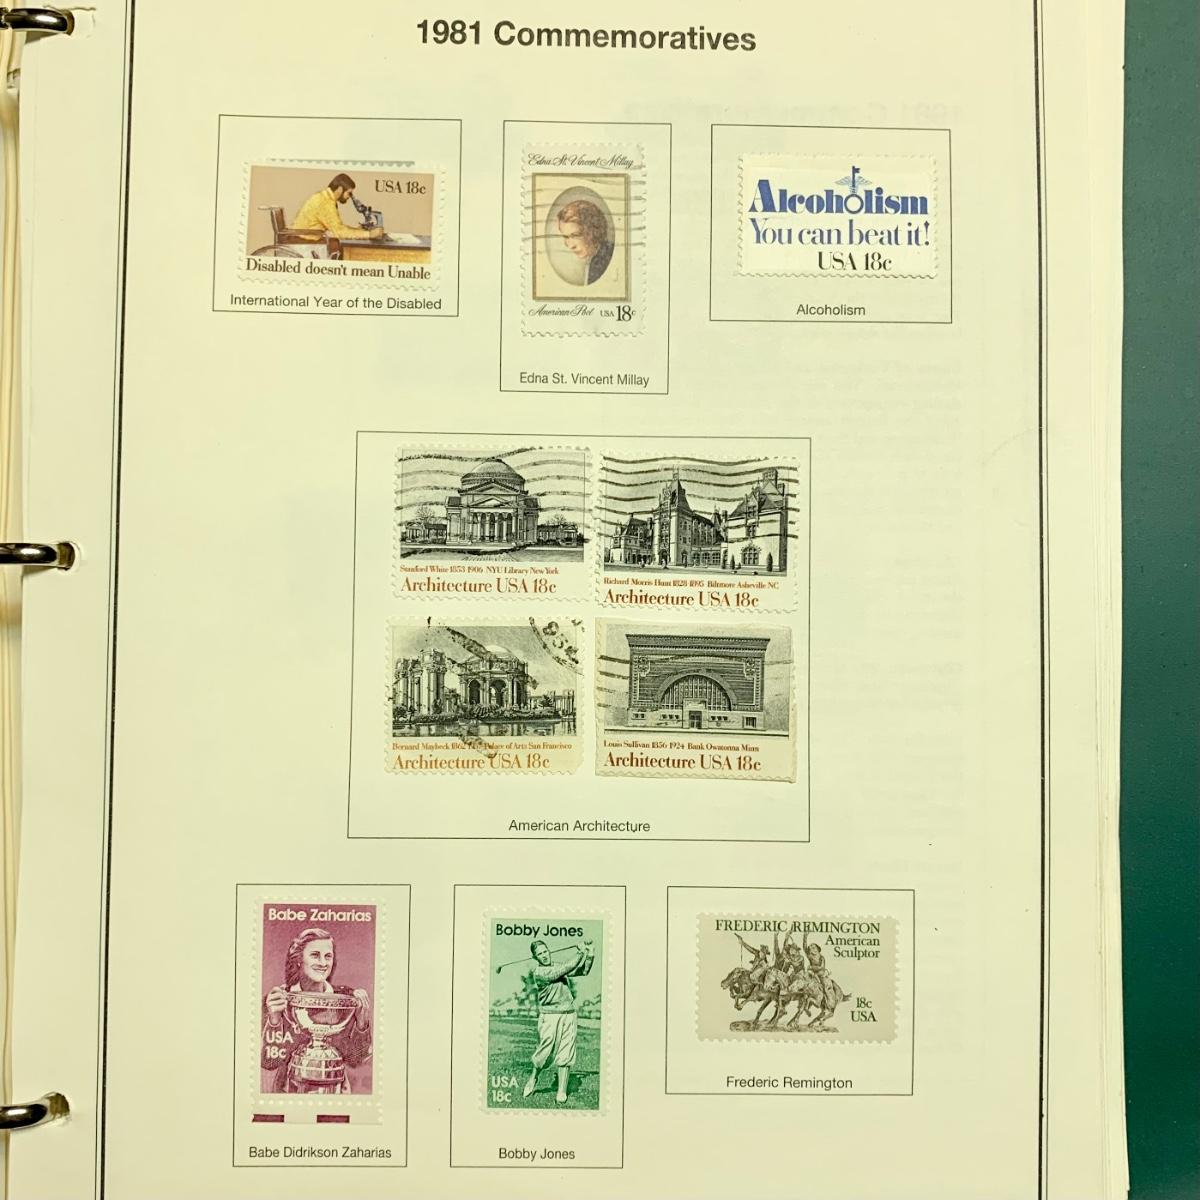 1981 Commemoratives
USA 18c
Disabled doesn't mean Unable
International Year of the Disabled
Edna St. Vincent Millay
American Poet USA 18c
Edna St. Vincent Millay
Alcoholism
You can beat it!
USA 18c
Alcoholism
Stanford White 1853-1906 NYU Library New York
Architecture USA 18c
Richard Morris Hunt 1828-1895 Biltmore Asheville NC
Architecture USA 18c
Bernard Maybeck 1862 Palace of Arts San Francisco
Architecture USA 18c
Louis Sullivan 1856-1924 Bank Owatonna Minn
Architecture USA 18c
American Architecture
Babe Zaharias
USA
18c
Babe Didrikson Zaharias
Bobby Jones
USA
18c
Bobby Jones
FREDERIC REMINGTON
American
Sculptor
18c
USA
Frederic Remington